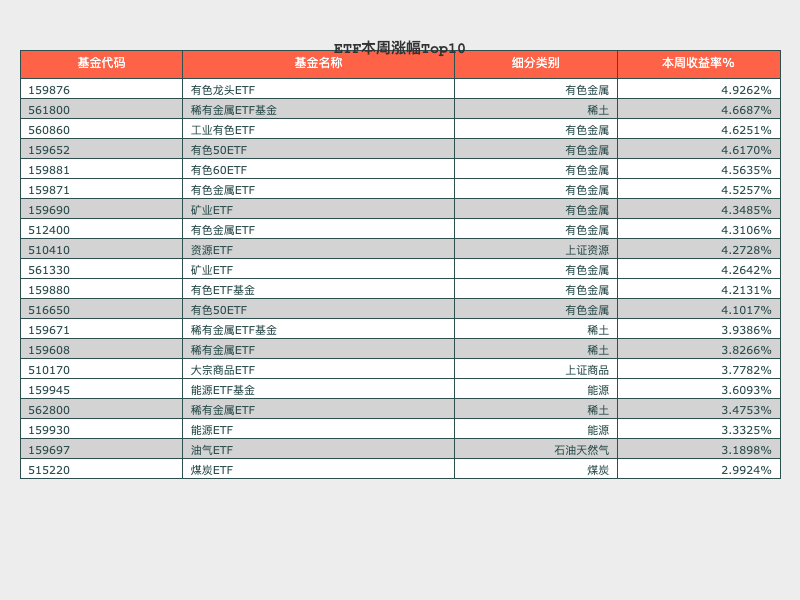 ETF本周涨幅Top10
基金代码 基金名称 细分类别 本周收益率%
159876 有色龙头ETF 有色金属 4.9262%
561800 稀有金属ETF基金 稀土 4.6687%
560860 工业有色ETF 有色金属 4.6251%
159652 有色50ETF 有色金属 4.6170%
159881 有色60ETF 有色金属 4.5635%
159871 有色金属ETF 有色金属 4.5257%
159690 矿业ETF 有色金属 4.3485%
512400 有色金属ETF 有色金属 4.3106%
510410 资源ETF 上证资源 4.2728%
561330 矿业ETF 有色金属 4.2642%
159880 有色ETF基金 有色金属 4.2131%
516650 有色50ETF 有色金属 4.1017%
159671 稀有金属ETF基金 稀土 3.9386%
159608 稀有金属ETF 稀土 3.8266%
510170 大宗商品ETF 上证商品 3.7782%
159945 能源ETF基金 能源 3.6093%
562800 稀有金属ETF 稀土 3.4753%
159930 能源ETF 能源 3.3325%
159697 油气ETF 石油天然气 3.1898%
515220 煤炭ETF 煤炭 2.9924%